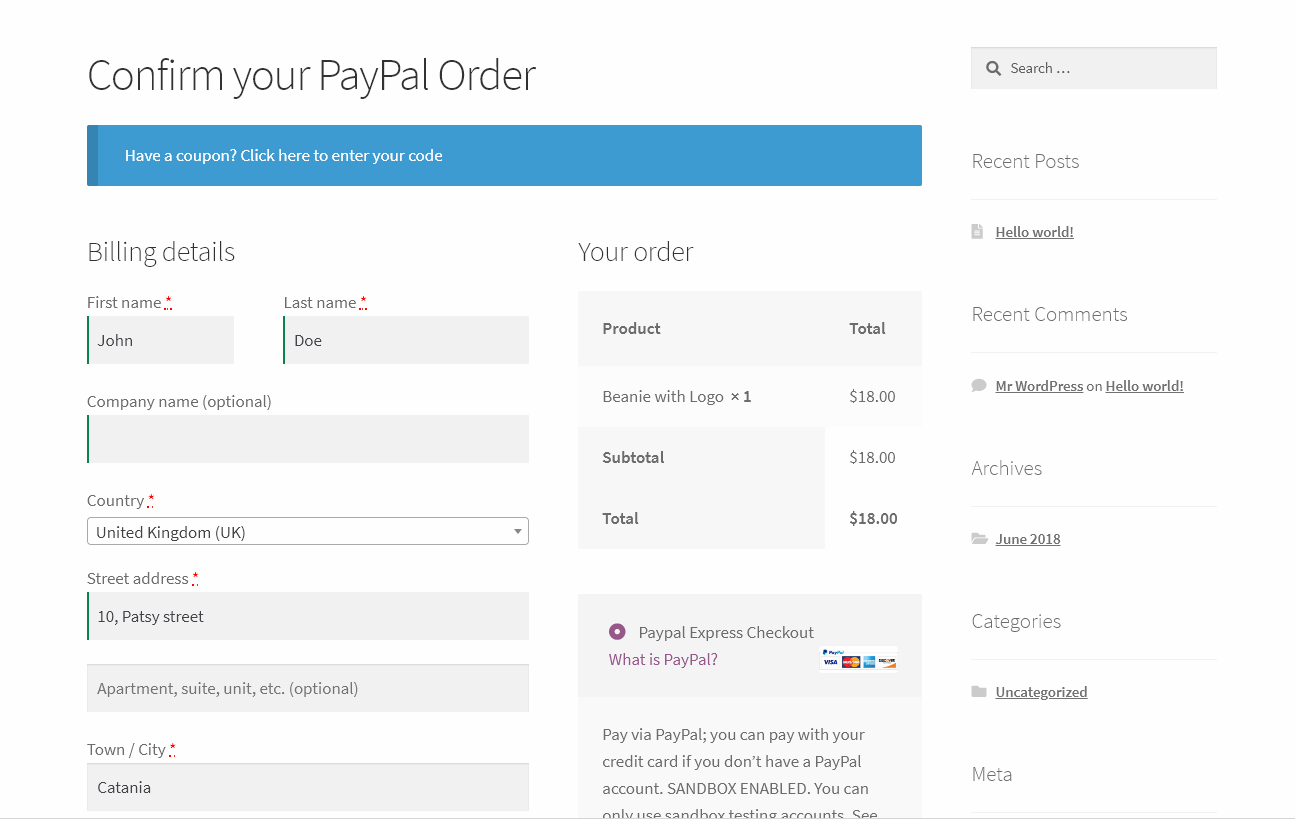 Confirm your PayPal Order
Have a coupon? Click here to enter your code
Billing details
First name *
Last name *
John
Doe
Company name (optional)
Country *
United Kingdom (UK)
Street address *
10, Patsy street
Apartment, suite, unit, etc. (optional)
Town / City *
Catania
Your order
Product Total
Beanie with Logo × 1 $18.00
Subtotal $18.00
Total $18.00
Paypal Express Checkout
What is PayPal?
PayPal
VISA MasterCard DISCOVER
Pay via PayPal; you can pay with your
credit card if you don’t have a PayPal
account. SANDBOX ENABLED. You can
only use sandbox testing accounts. See
Search …
Recent Posts
Hello world!
Recent Comments
Mr WordPress on Hello world!
Archives
June 2018
Categories
Uncategorized
Meta